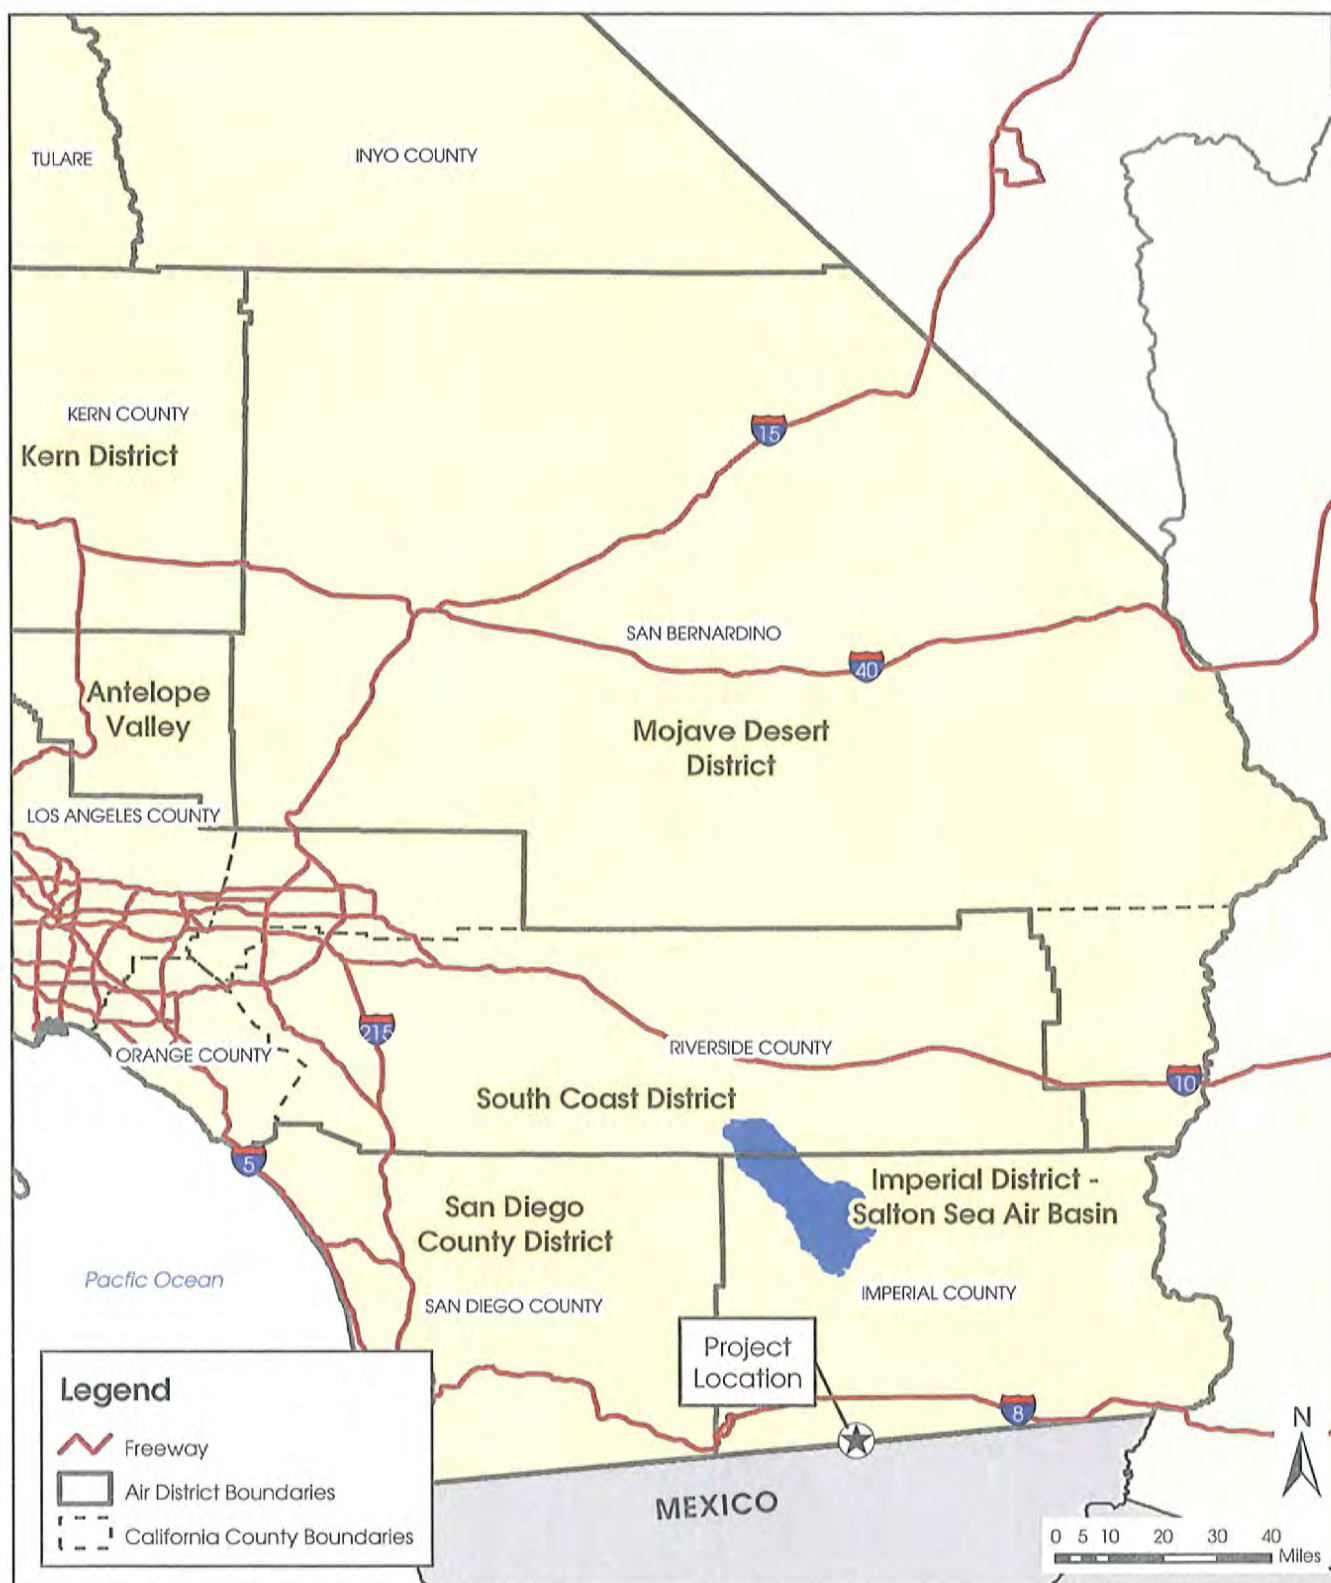 TULARE
INYO COUNTY
KERN COUNTY
Kern District
15
SAN BERNARDINO
40
Antelope
Valley
Mojave Desert
District
LOS ANGELES COUNTY
215
ORANGE COUNTY
RIVERSIDE COUNTY
10
South Coast District
5
Imperial District -
Salton Sea Air Basin
San Diego
County District
Pacfic Ocean
SAN DIEGO COUNTY
IMPERIAL COUNTY
Project
Location
8
Legend
Freeway
Air District Boundaries
California County Boundaries
MEXICO
N
0 5 10 20 30 40
Miles